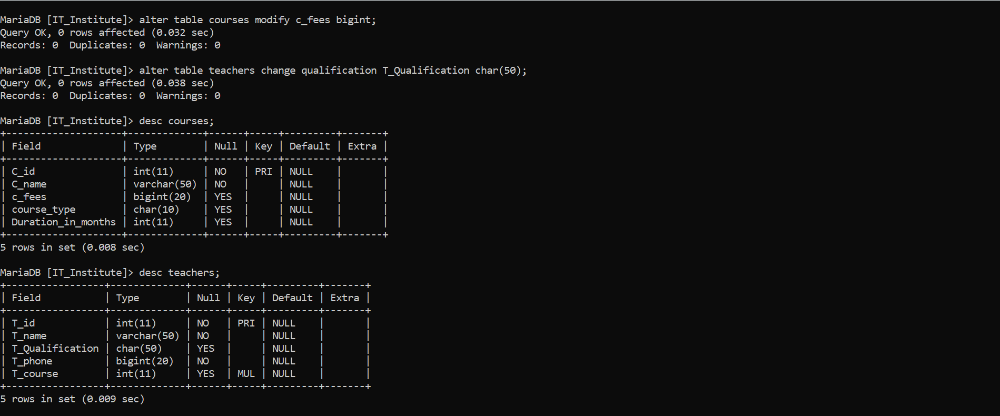 MariaDB [IT_Institute]> alter table courses modify c_fees bigint;
Query OK, 0 rows affected (0.032 sec)
Records: 0  Duplicates: 0  Warnings: 0

MariaDB [IT_Institute]> alter table teachers change qualification T_Qualification char(50);
Query OK, 0 rows affected (0.038 sec)
Records: 0  Duplicates: 0  Warnings: 0

MariaDB [IT_Institute]> desc courses;
+--------------------+-------------+------+-----+---------+-------+
| Field              | Type        | Null | Key | Default | Extra |
+--------------------+-------------+------+-----+---------+-------+
| C_id               | int(11)     | NO   | PRI | NULL    |       |
| C_name             | varchar(50) | NO   |     | NULL    |       |
| c_fees             | bigint(20)  | YES  |     | NULL    |       |
| course_type        | char(10)    | YES  |     | NULL    |       |
| Duration_in_months | int(11)     | YES  |     | NULL    |       |
+--------------------+-------------+------+-----+---------+-------+
5 rows in set (0.008 sec)

MariaDB [IT_Institute]> desc teachers;
+-----------------+-------------+------+-----+---------+-------+
| Field           | Type        | Null | Key | Default | Extra |
+-----------------+-------------+------+-----+---------+-------+
| T_id            | int(11)     | NO   | PRI | NULL    |       |
| T_name          | varchar(50) | NO   |     | NULL    |       |
| T_Qualification | char(50)    | YES  |     | NULL    |       |
| T_phone         | bigint(20)  | NO   |     | NULL    |       |
| T_course        | int(11)     | YES  | MUL | NULL    |       |
+-----------------+-------------+------+-----+---------+-------+
5 rows in set (0.009 sec)